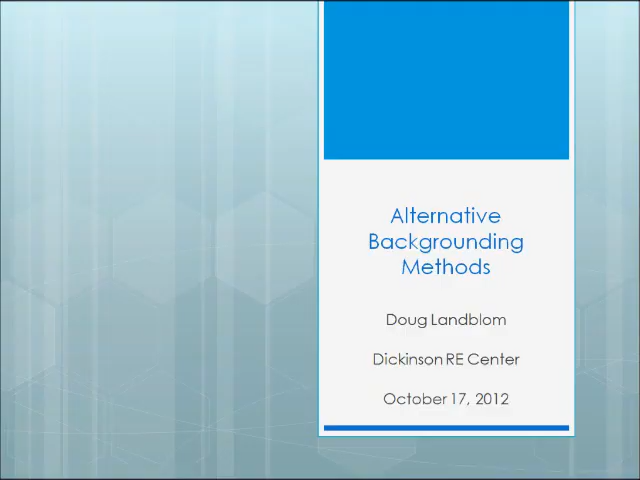 Alternative
Backgrounding
Methods
Doug Landblom
Dickinson RE Center
October 17, 2012